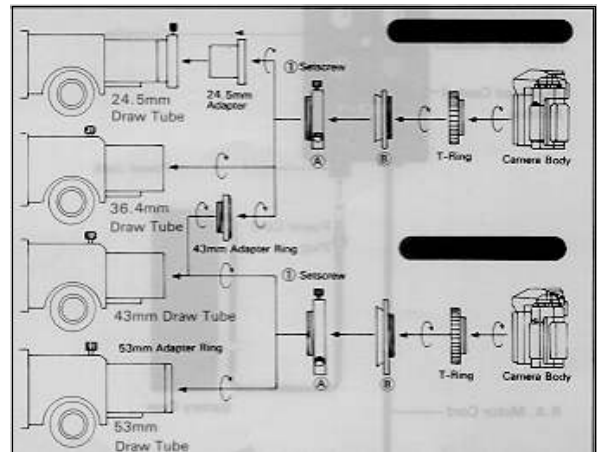 ① Setscrew
24.5mm
Draw Tube
24.5mm
Adapter
Ⓐ
Ⓑ
T-Ring
Camera Body
36.4mm
Draw Tube
43mm Adapter Ring
① Setscrew
43mm Draw Tube
53mm Adapter Ring
Ⓐ
Ⓑ
T-Ring
Camera Body
53mm
Draw Tube